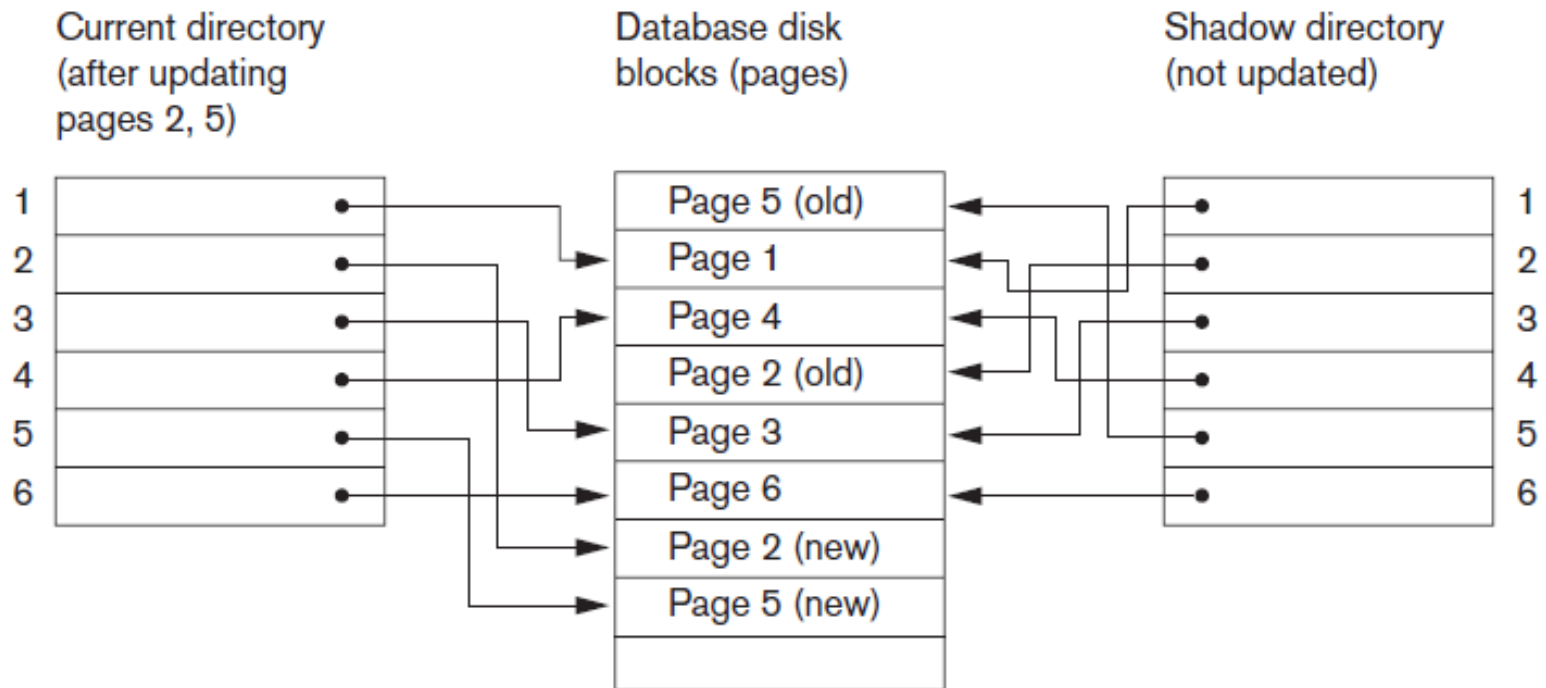 Current directory
(after updating
pages 2, 5)
Database disk
blocks (pages)
Shadow directory
(not updated)
1
2
3
4
5
6
Page 5 (old)
Page 1
Page 4
Page 2 (old)
Page 3
Page 6
Page 2 (new)
Page 5 (new)
1
2
3
4
5
6